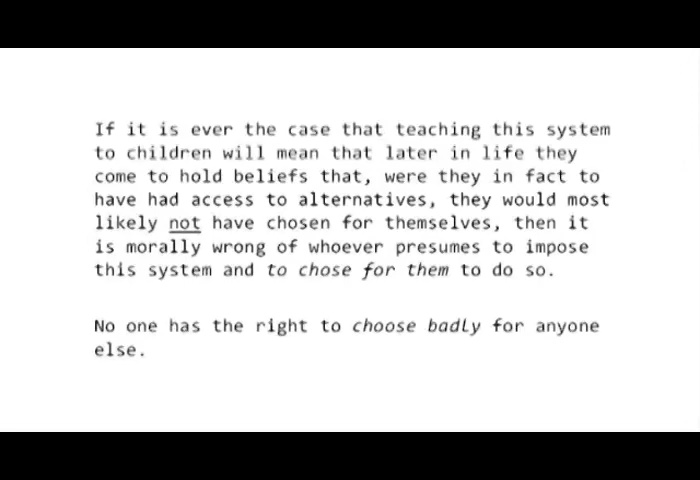 If it is ever the case that teaching this system
to children will mean that later in life they
come to hold beliefs that, were they in fact to
have had access to alternatives, they would most
likely not have chosen for themselves, then it
is morally wrong of whoever presumes to impose
this system and to chose for them to do so.
No one has the right to choose badly for anyone
else.